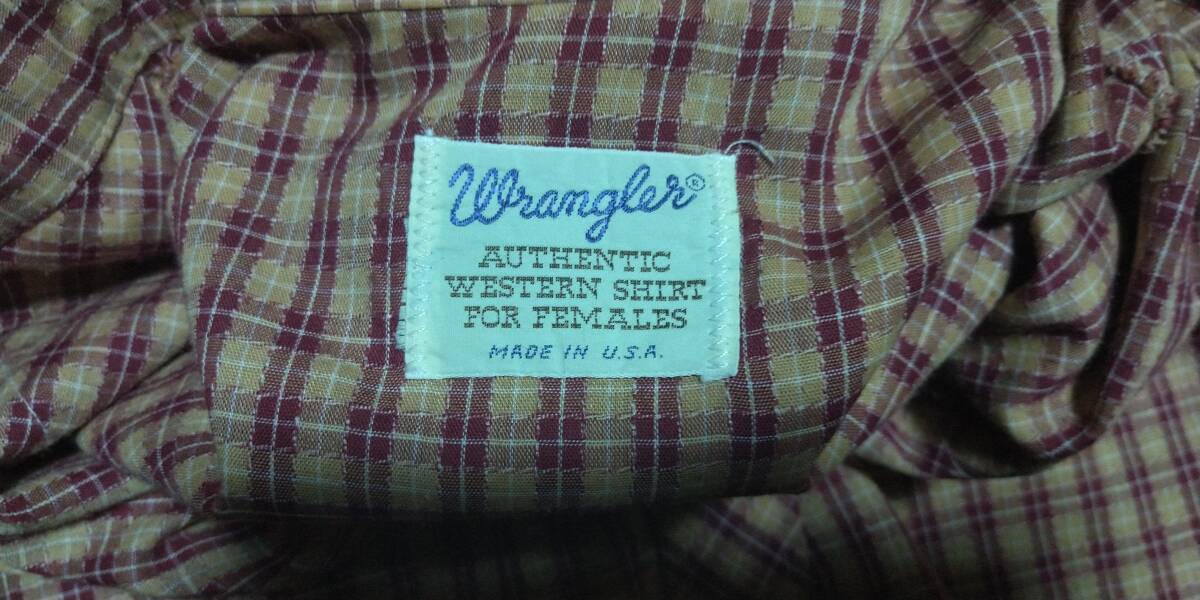 Wrangler®
AUTHENTIC
WESTERN SHIRT
FOR FEMALES
MADE IN U.S.A.